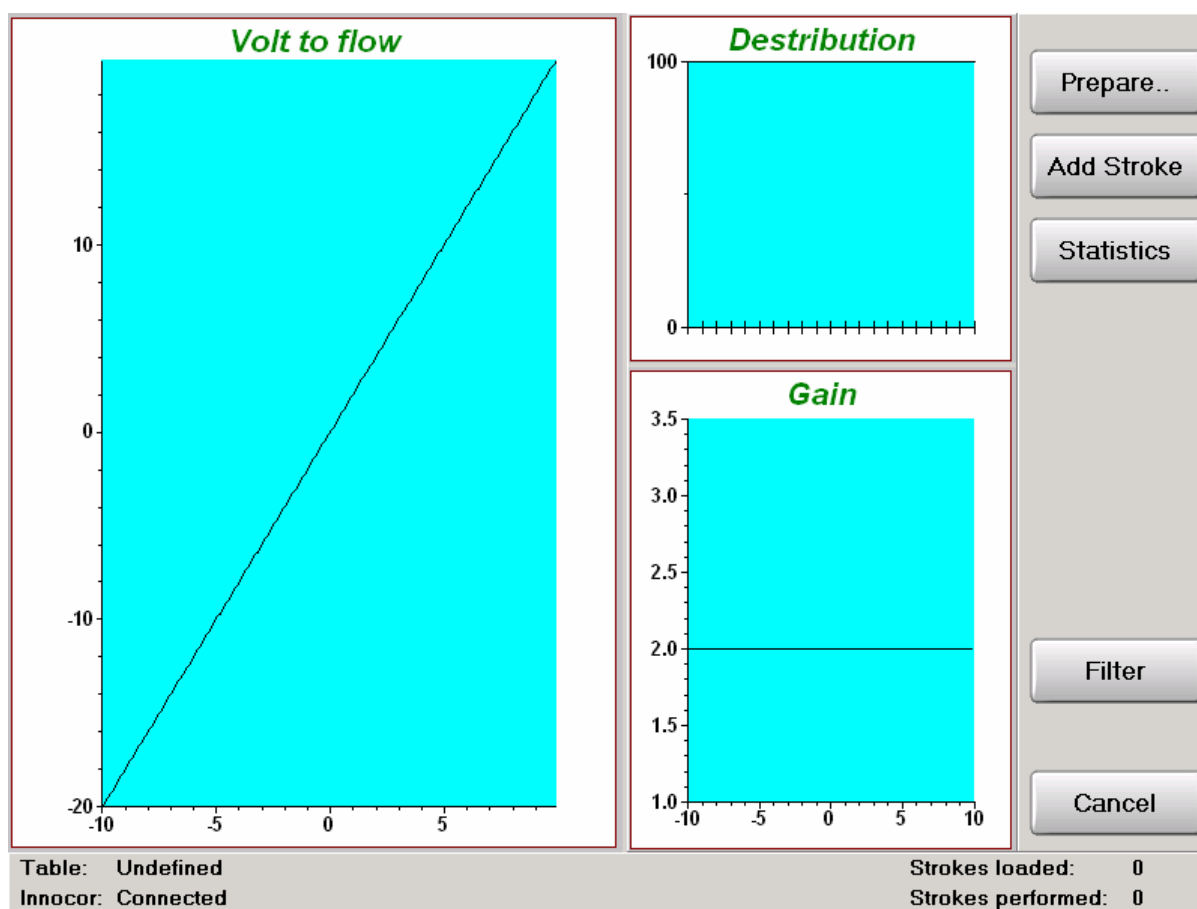 Volt to flow
10
0
-10
-20
-10 -5 0 5
Destribution
100
0
Gain
3.5
3.0
2.5
2.0
1.5
1.0
-10 -5 0 5 10
Prepare..
Add Stroke
Statistics
Filter
Cancel
Table: Undefined
Strokes loaded: 0
Innocor: Connected
Strokes performed: 0